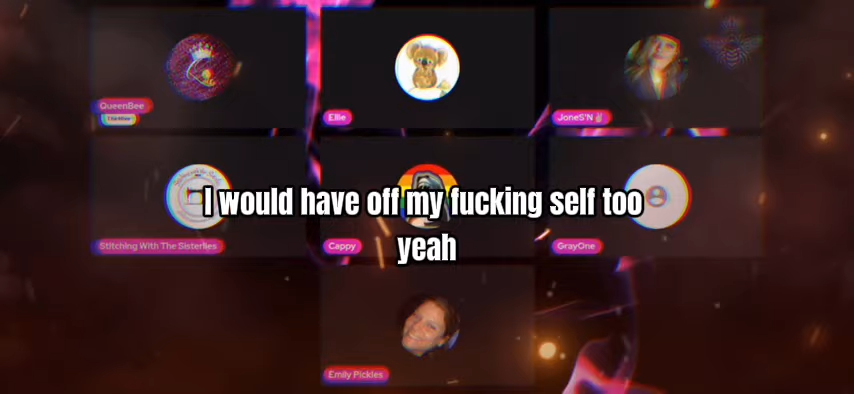 QueenBee
Ellie
JoneS'N
I would have off my fucking self too
yeah
Stitching With The Sisterlies
Cappy
GrayOne
Emily Pickles